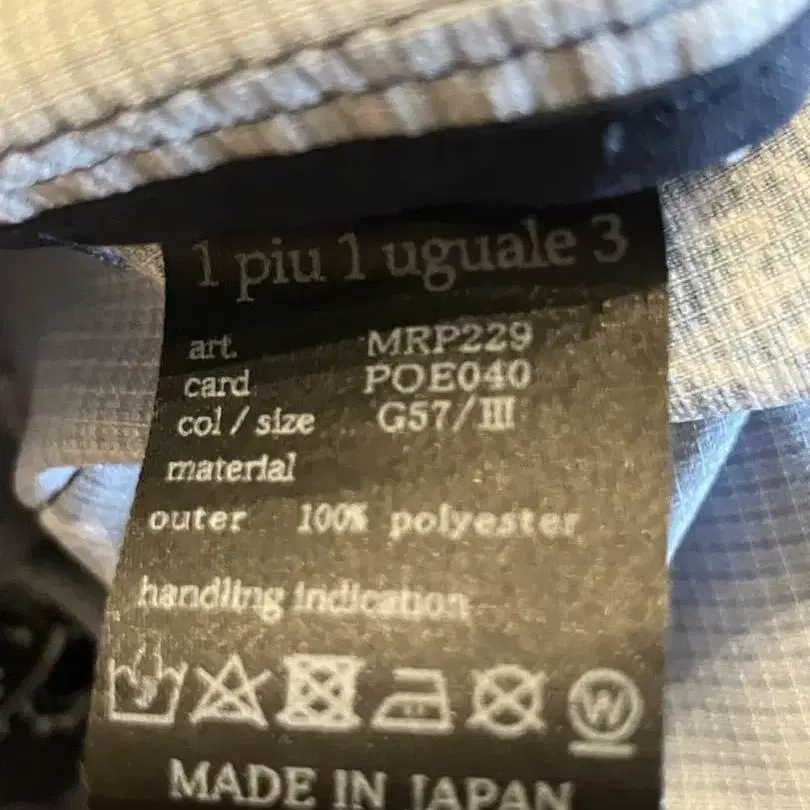 1 piu 1 uguale 3
art. MRP229
card POE040
col / size G57/III
material
outer 100% polyester
handling indication
W
MADE IN JAPAN